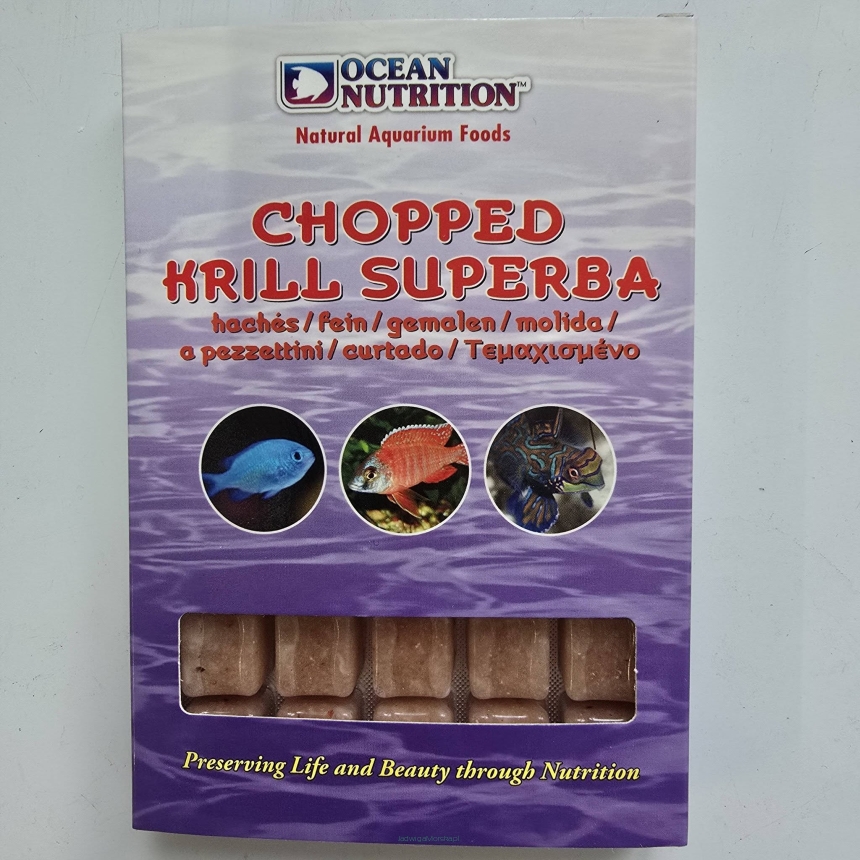 OCEAN
NUTRITION™
Natural Aquarium Foods
CHOPPED
KRILL SUPERBA
hachés / fein / gemalen / molida /
a pezzettini / curtado / Τεμαχισμένο
Preserving Life and Beauty through Nutrition